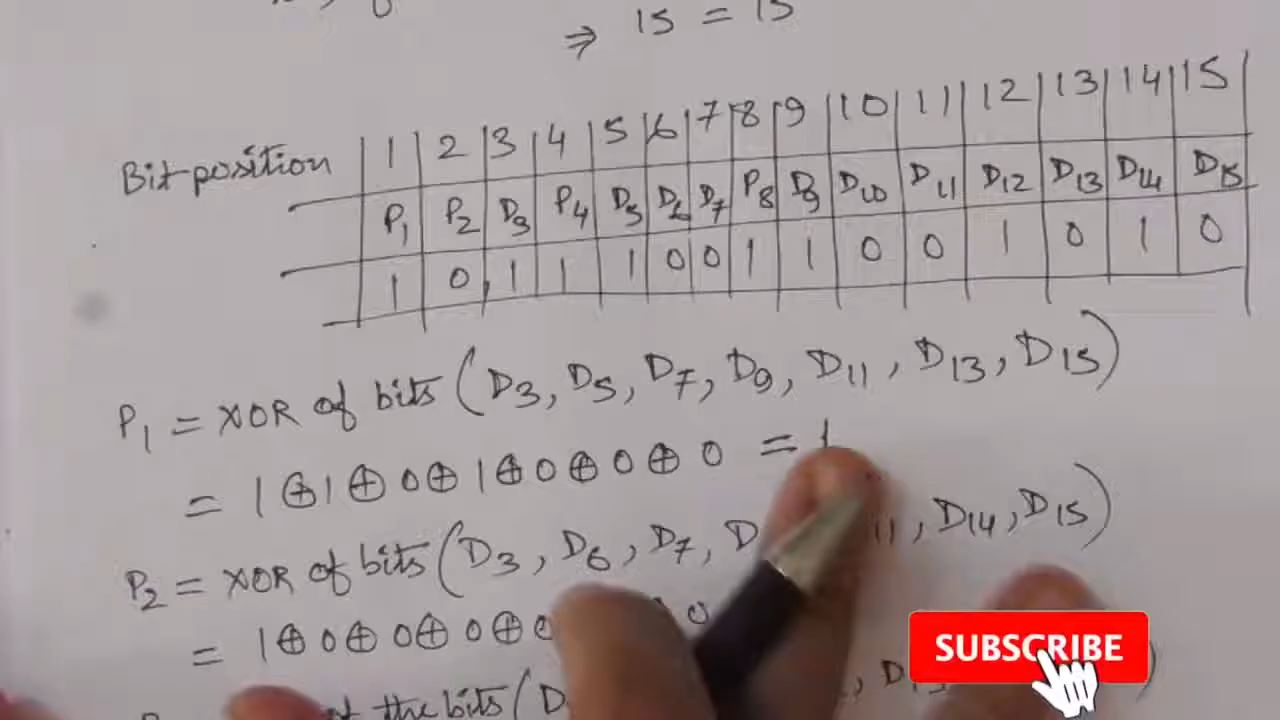 ⇒ 15 = 15
Bit position | 1 | 2 | 3 | 4 | 5 | 6 | 7 | 8 | 9 | 10 | 11 | 12 | 13 | 14 | 15
P1 | P2 | D3 | P4 | D5 | D6 | D7 | P8 | D9 | D10 | D11 | D12 | D13 | D14 | D15
1 | 0 | 1 | 1 | 1 | 0 | 0 | 1 | 1 | 0 | 0 | 1 | 0 | 1 | 0
P1 = XOR of bits (D3, D5, D7, D9, D11, D13, D15)
= 1 ⊕ 1 ⊕ 0 ⊕ 1 ⊕ 0 ⊕ 0 ⊕ 0 = 1
P2 = XOR of bits (D3, D6, D7, D 11, D14, D15)
= 1 ⊕ 0 ⊕ 0 ⊕ 0 ⊕ 0
the bits (D
SUBSCRIBE